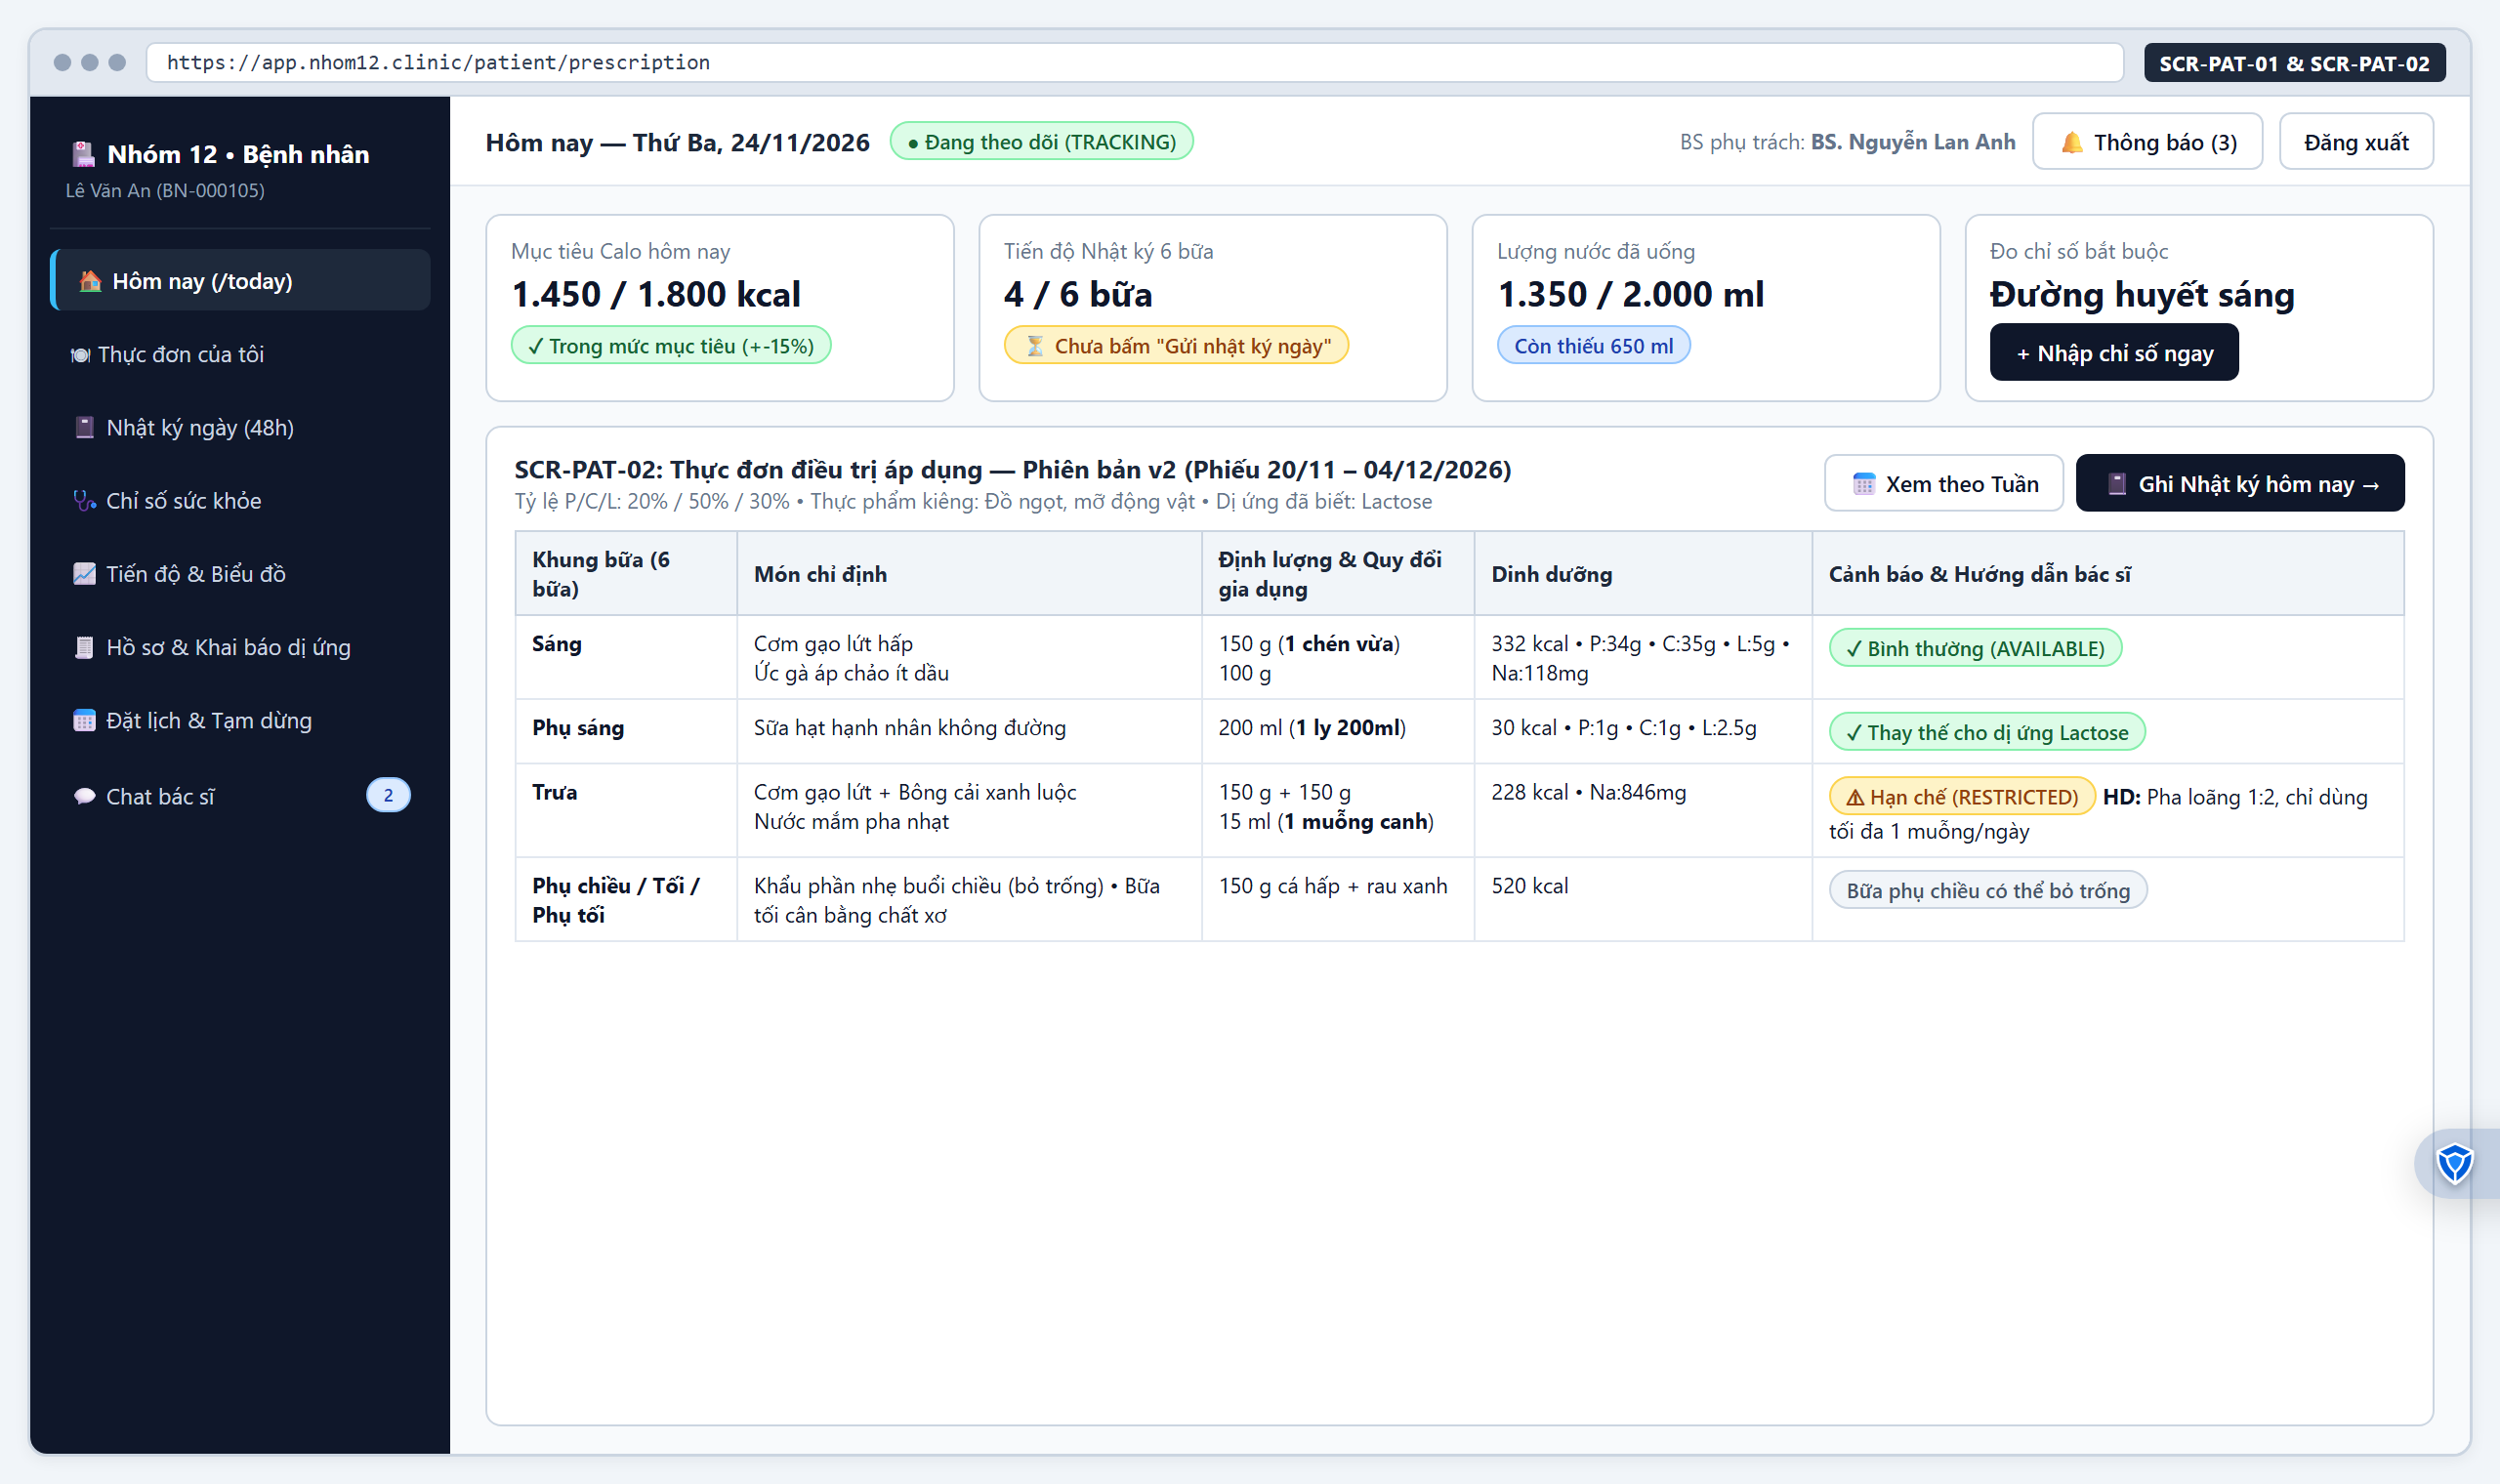 https://app.nhom12.clinic/patient/prescription
SCR-PAT-01 & SCR-PAT-02
Nhóm 12 • Bệnh nhân
Lê Văn An (BN-000105)
Hôm nay (/today)
Thực đơn của tôi
Nhật ký ngày (48h)
Chỉ số sức khỏe
Tiến độ & Biểu đồ
Hồ sơ & Khai báo dị ứng
Đặt lịch & Tạm dừng
Chat bác sĩ 2
Hôm nay — Thứ Ba, 24/11/2026
● Đang theo dõi (TRACKING)
BS phụ trách: BS. Nguyễn Lan Anh
🔔 Thông báo (3)
Đăng xuất
Mục tiêu Calo hôm nay
1.450 / 1.800 kcal
✓ Trong mức mục tiêu (+-15%)
Tiến độ Nhật ký 6 bữa
4 / 6 bữa
⏳ Chưa bấm "Gửi nhật ký ngày"
Lượng nước đã uống
1.350 / 2.000 ml
Còn thiếu 650 ml
Đo chỉ số bắt buộc
Đường huyết sáng
+ Nhập chỉ số ngay
SCR-PAT-02: Thực đơn điều trị áp dụng — Phiên bản v2 (Phiếu 20/11 – 04/12/2026)
Tỷ lệ P/C/L: 20% / 50% / 30% • Thực phẩm kiêng: Đồ ngọt, mỡ động vật • Dị ứng đã biết: Lactose
Xem theo Tuần
Ghi Nhật ký hôm nay →
Khung bữa (6
bữa)
Món chỉ định
Định lượng & Quy đổi
gia dụng
Dinh dưỡng
Cảnh báo & Hướng dẫn bác sĩ
Sáng
Cơm gạo lứt hấp
Ức gà áp chảo ít dầu
150 g (1 chén vừa)
100 g
332 kcal • P:34g • C:35g • L:5g •
Na:118mg
✓ Bình thường (AVAILABLE)
Phụ sáng
Sữa hạt hạnh nhân không đường
200 ml (1 ly 200ml)
30 kcal • P:1g • C:1g • L:2.5g
✓ Thay thế cho dị ứng Lactose
Trưa
Cơm gạo lứt + Bông cải xanh luộc
Nước mắm pha nhạt
150 g + 150 g
15 ml (1 muỗng canh)
228 kcal • Na:846mg
⚠ Hạn chế (RESTRICTED) HD: Pha loãng 1:2, chỉ dùng
tối đa 1 muỗng/ngày
Phụ chiều / Tối /
Phụ tối
Khẩu phần nhẹ buổi chiều (bỏ trống) • Bữa
tối cân bằng chất xơ
150 g cá hấp + rau xanh
520 kcal
Bữa phụ chiều có thể bỏ trống